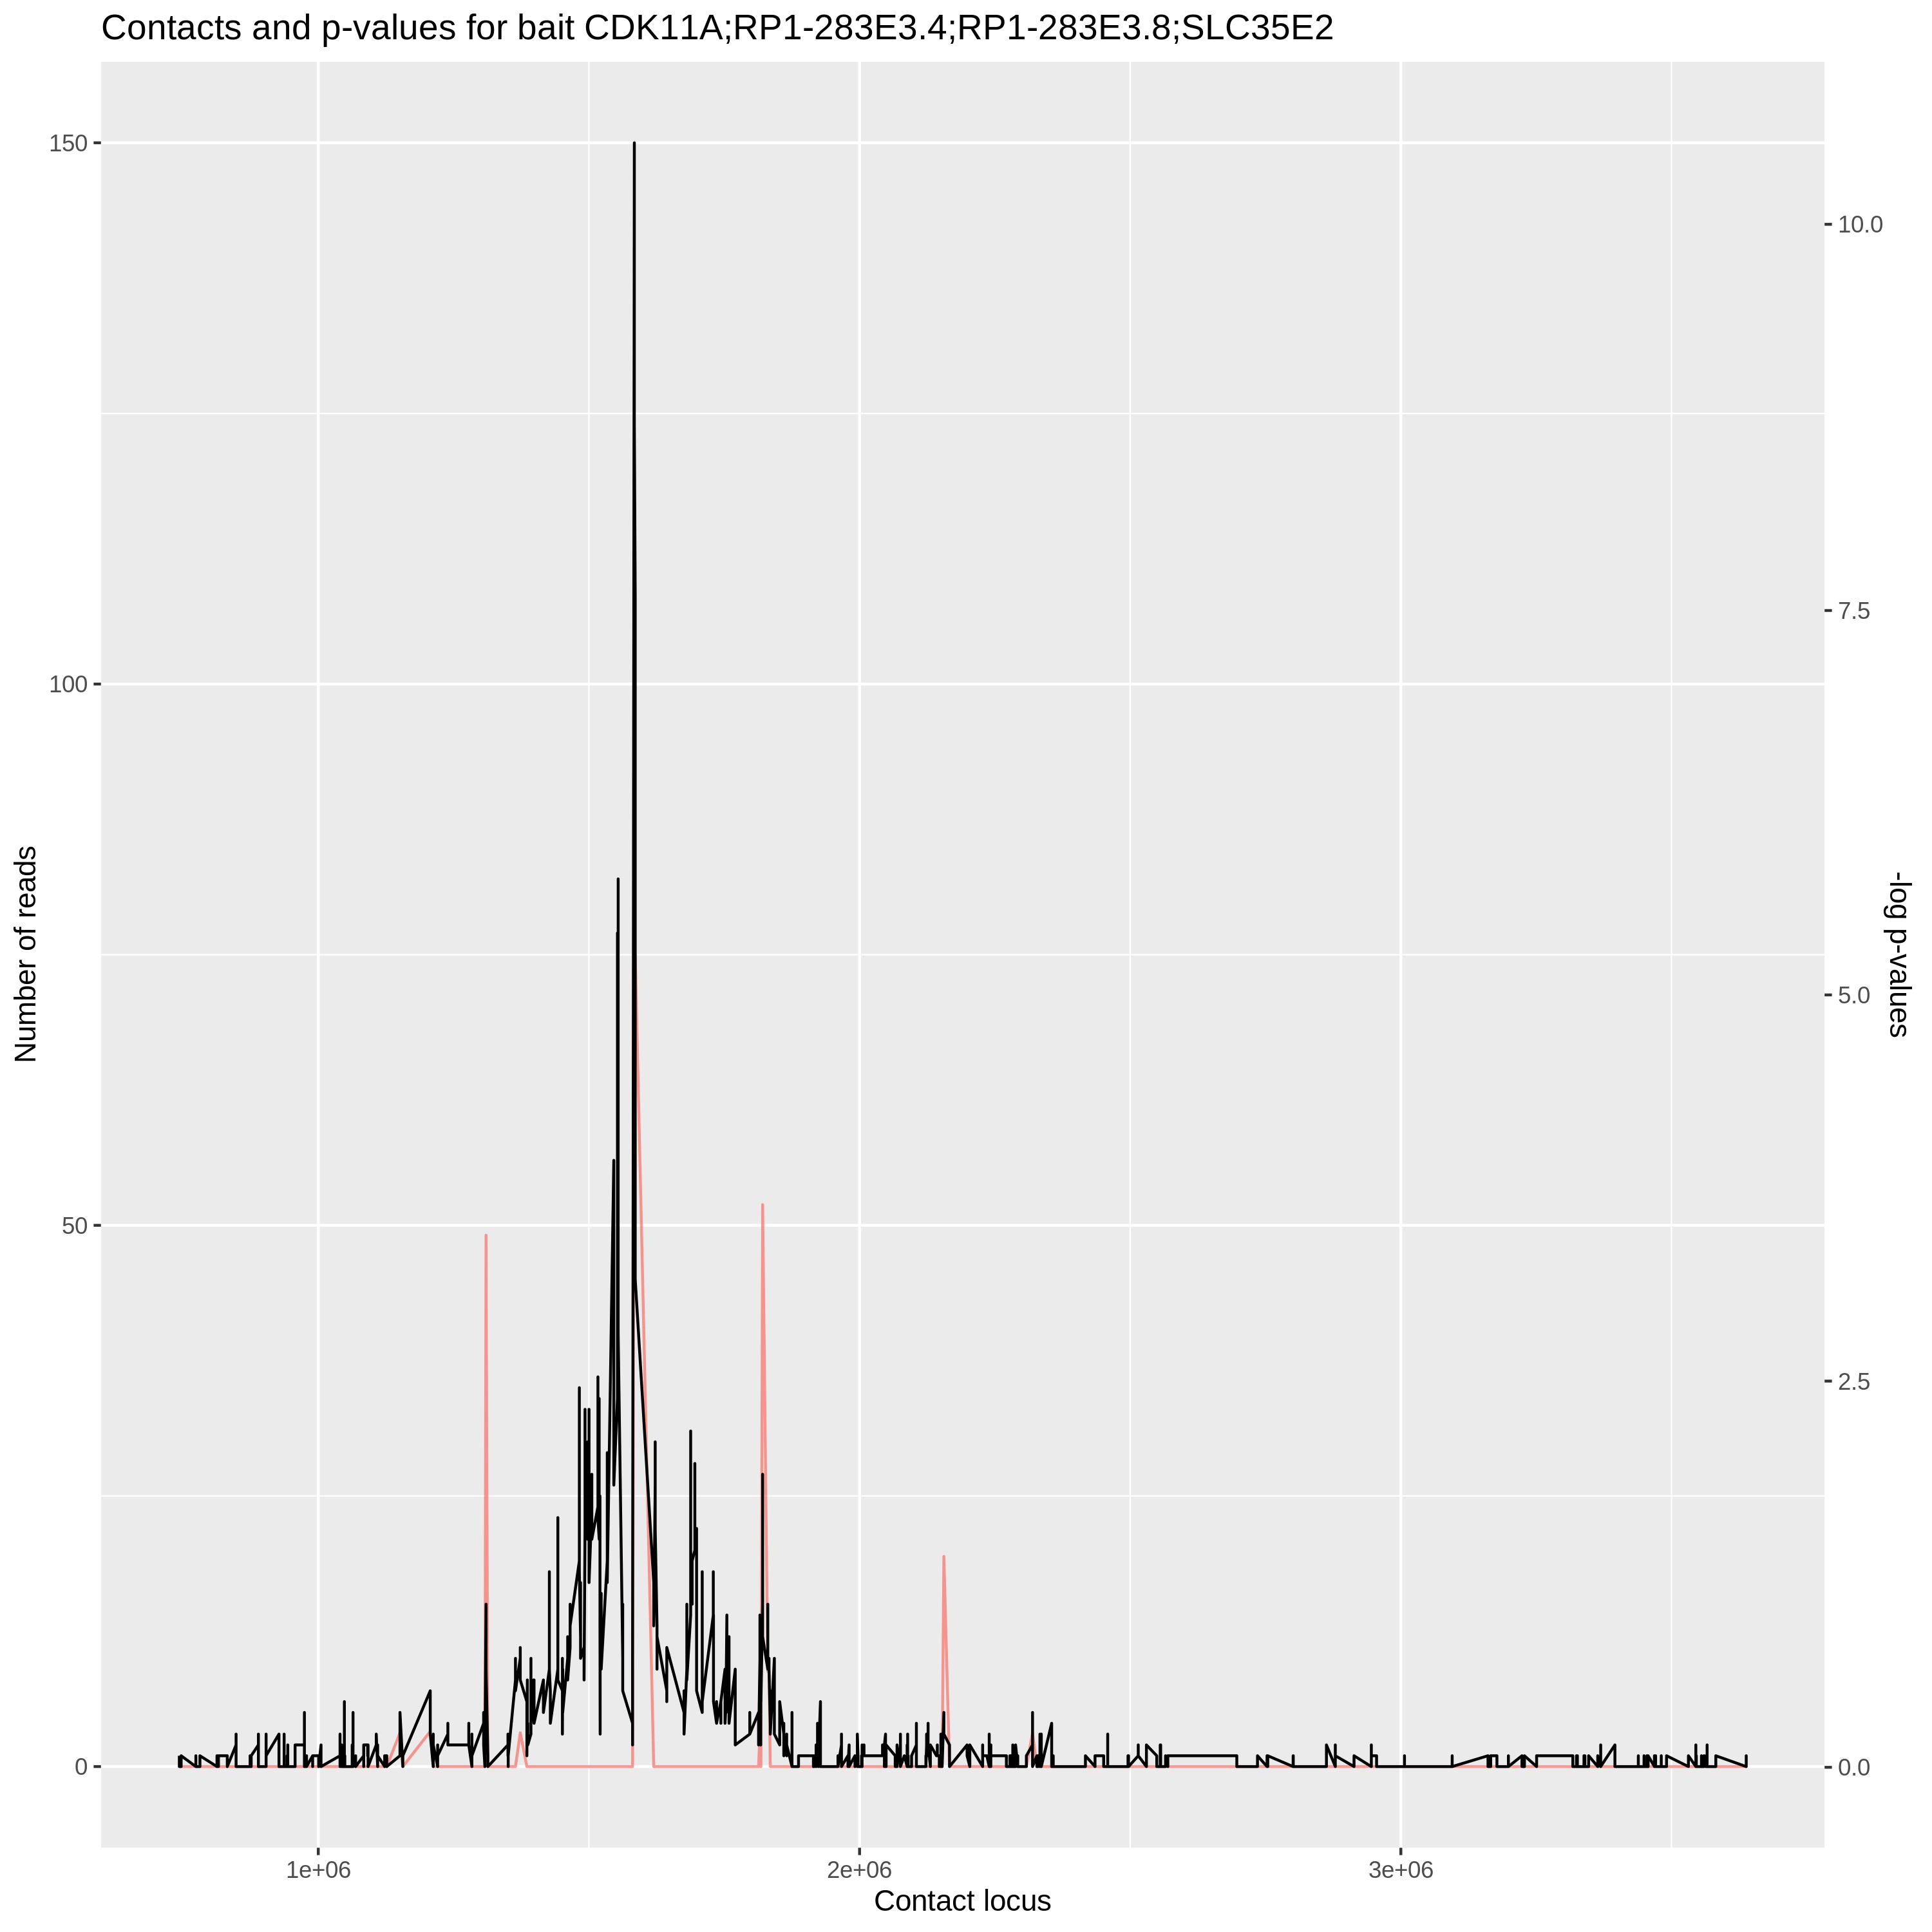 Contacts and p-values for bait CDK11A;RP1-283E3.4;RP1-283E3.8;SLC35E2
150
100
50
0
Number of reads
10.0
7.5
5.0
2.5
0.0
-log p-values
1e+06
2e+06
3e+06
Contact locus